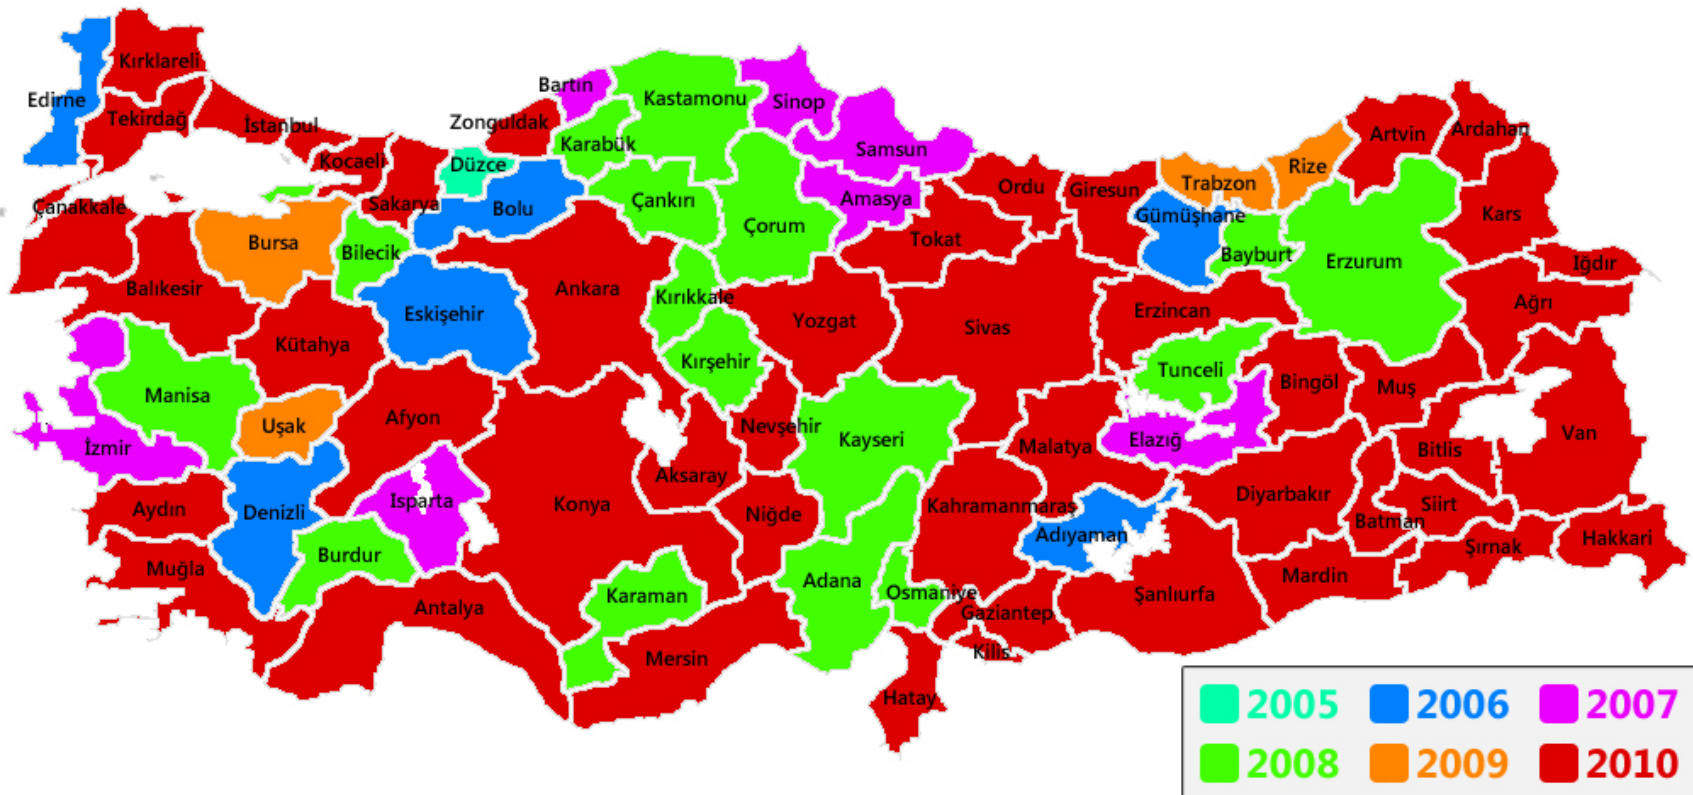 Kırklareli
Edirne
Tekirdağ
İstanbul
Bartın
Zonguldak
Kastamonu
Sinop
Karabük
Samsun
Kocaeli
Düzce
Artvin
Ardahan
Rize
Trabzon
Ordu
Giresun
Çanakkale
Sakarya
Bolu
Çankırı
Amasya
Gümüşhane
Kars
Bursa
Bilecik
Çorum
Tokat
Bayburt
Erzurum
Iğdır
Balıkesir
Ankara
Kırıkkale
Ağrı
Eskişehir
Yozgat
Sivas
Erzincan
Kütahya
Kırşehir
Tunceli
Bingöl
Muş
Manisa
Uşak
Afyon
Nevşehir
Kayseri
Malatya
Elazığ
Van
Bitlis
İzmir
Aksaray
Isparta
Konya
Kahramanmaraş
Diyarbakır
Siirt
Aydın
Denizli
Niğde
Batman
Adıyaman
Hakkari
Şırnak
Burdur
Muğla
Adana
Mardin
Karaman
Osmaniye
Şanlıurfa
Antalya
Gaziantep
Mersin
Kilis
Hatay
2005 2006 2007
2008 2009 2010